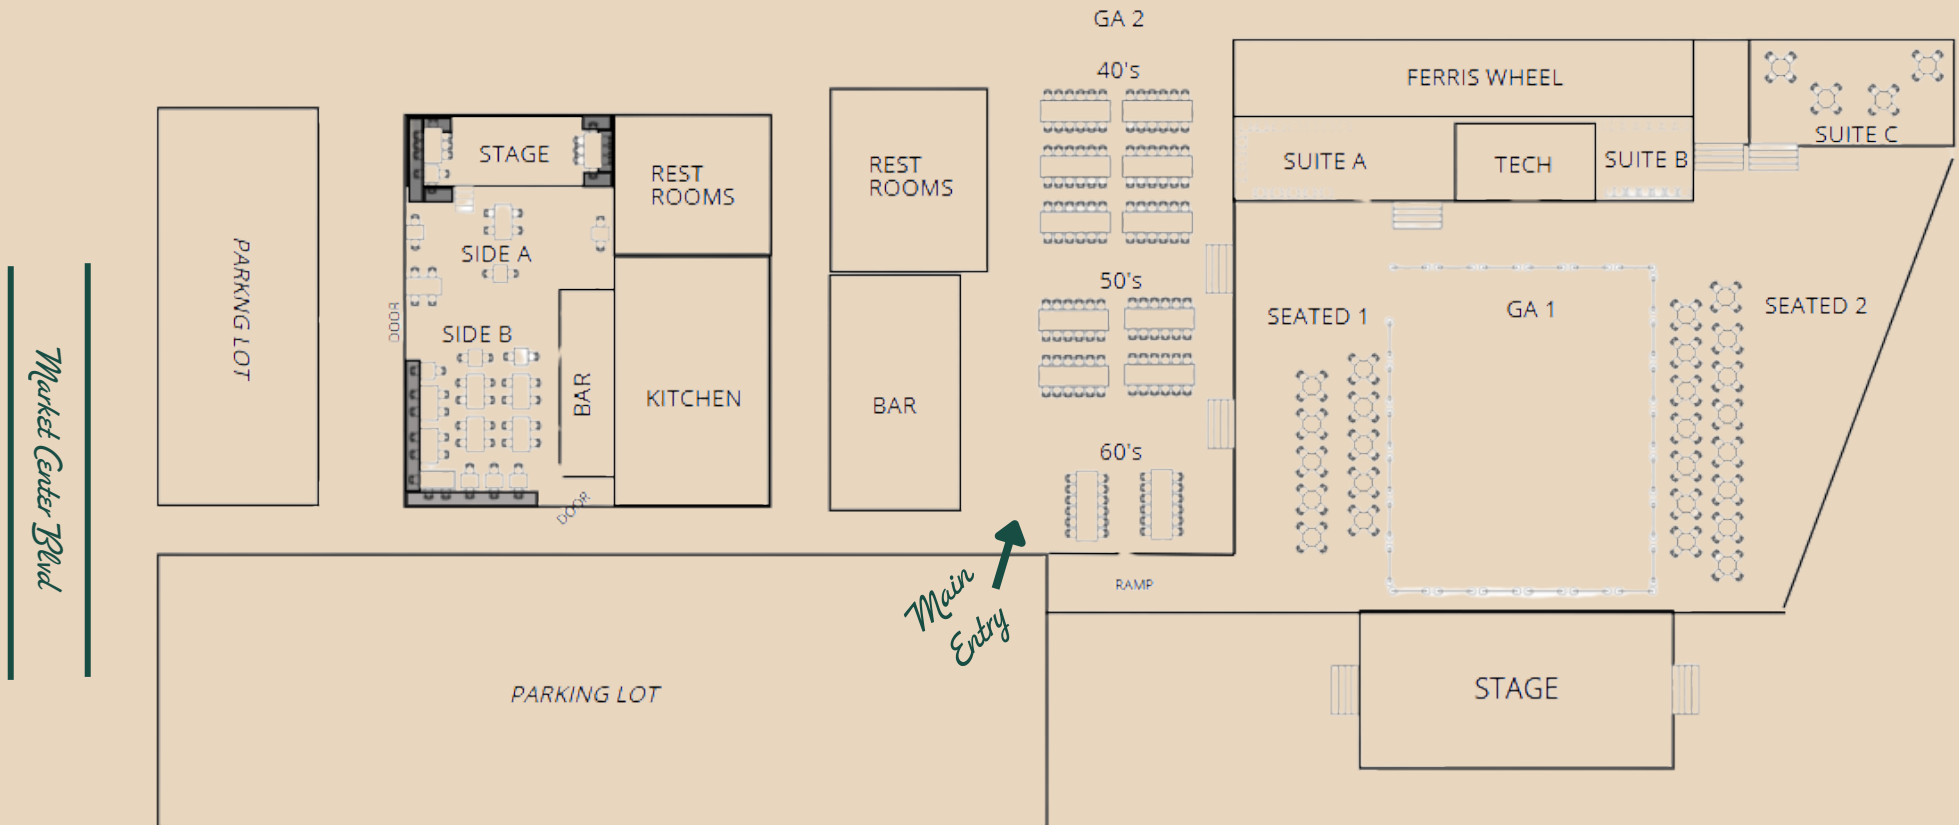 GA 2
40's
FERRIS WHEEL
SUITE C
STAGE
REST
ROOMS
REST
ROOMS
SUITE A
TECH
SUITE B
PARKNG LOT
SIDE A
DOOR
50's
SEATED 1
GA 1
SEATED 2
SIDE B
BAR
KITCHEN
BAR
Market Center Blvd
60's
DOOR
Main
Entry
RAMP
PARKING LOT
STAGE